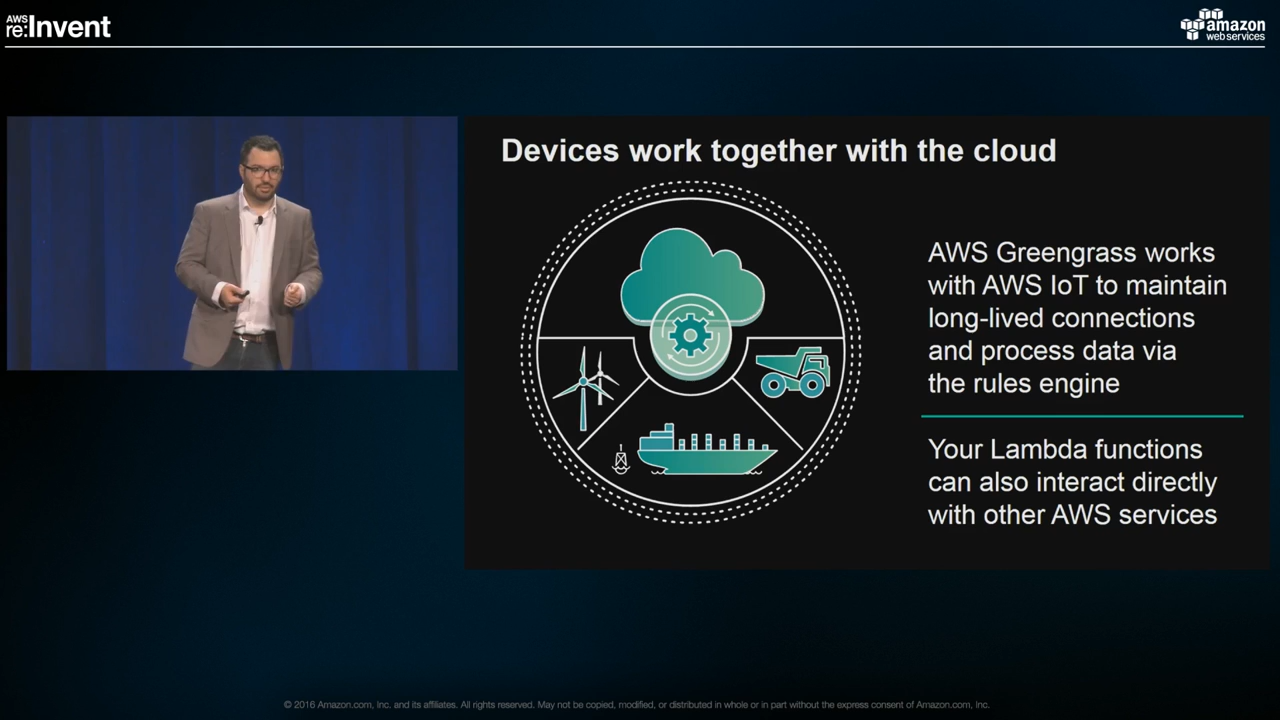 AWS
re:Invent
amazon
webservices
Devices work together with the cloud
AWS Greengrass works
with AWS IoT to maintain
long-lived connections
and process data via
the rules engine
Your Lambda functions
can also interact directly
with other AWS services
© 2016 Amazon.com, Inc. and its affiliates. All rights reserved. May not be copied, modified, or distributed in whole or in part without the express consent of Amazon.com, Inc.